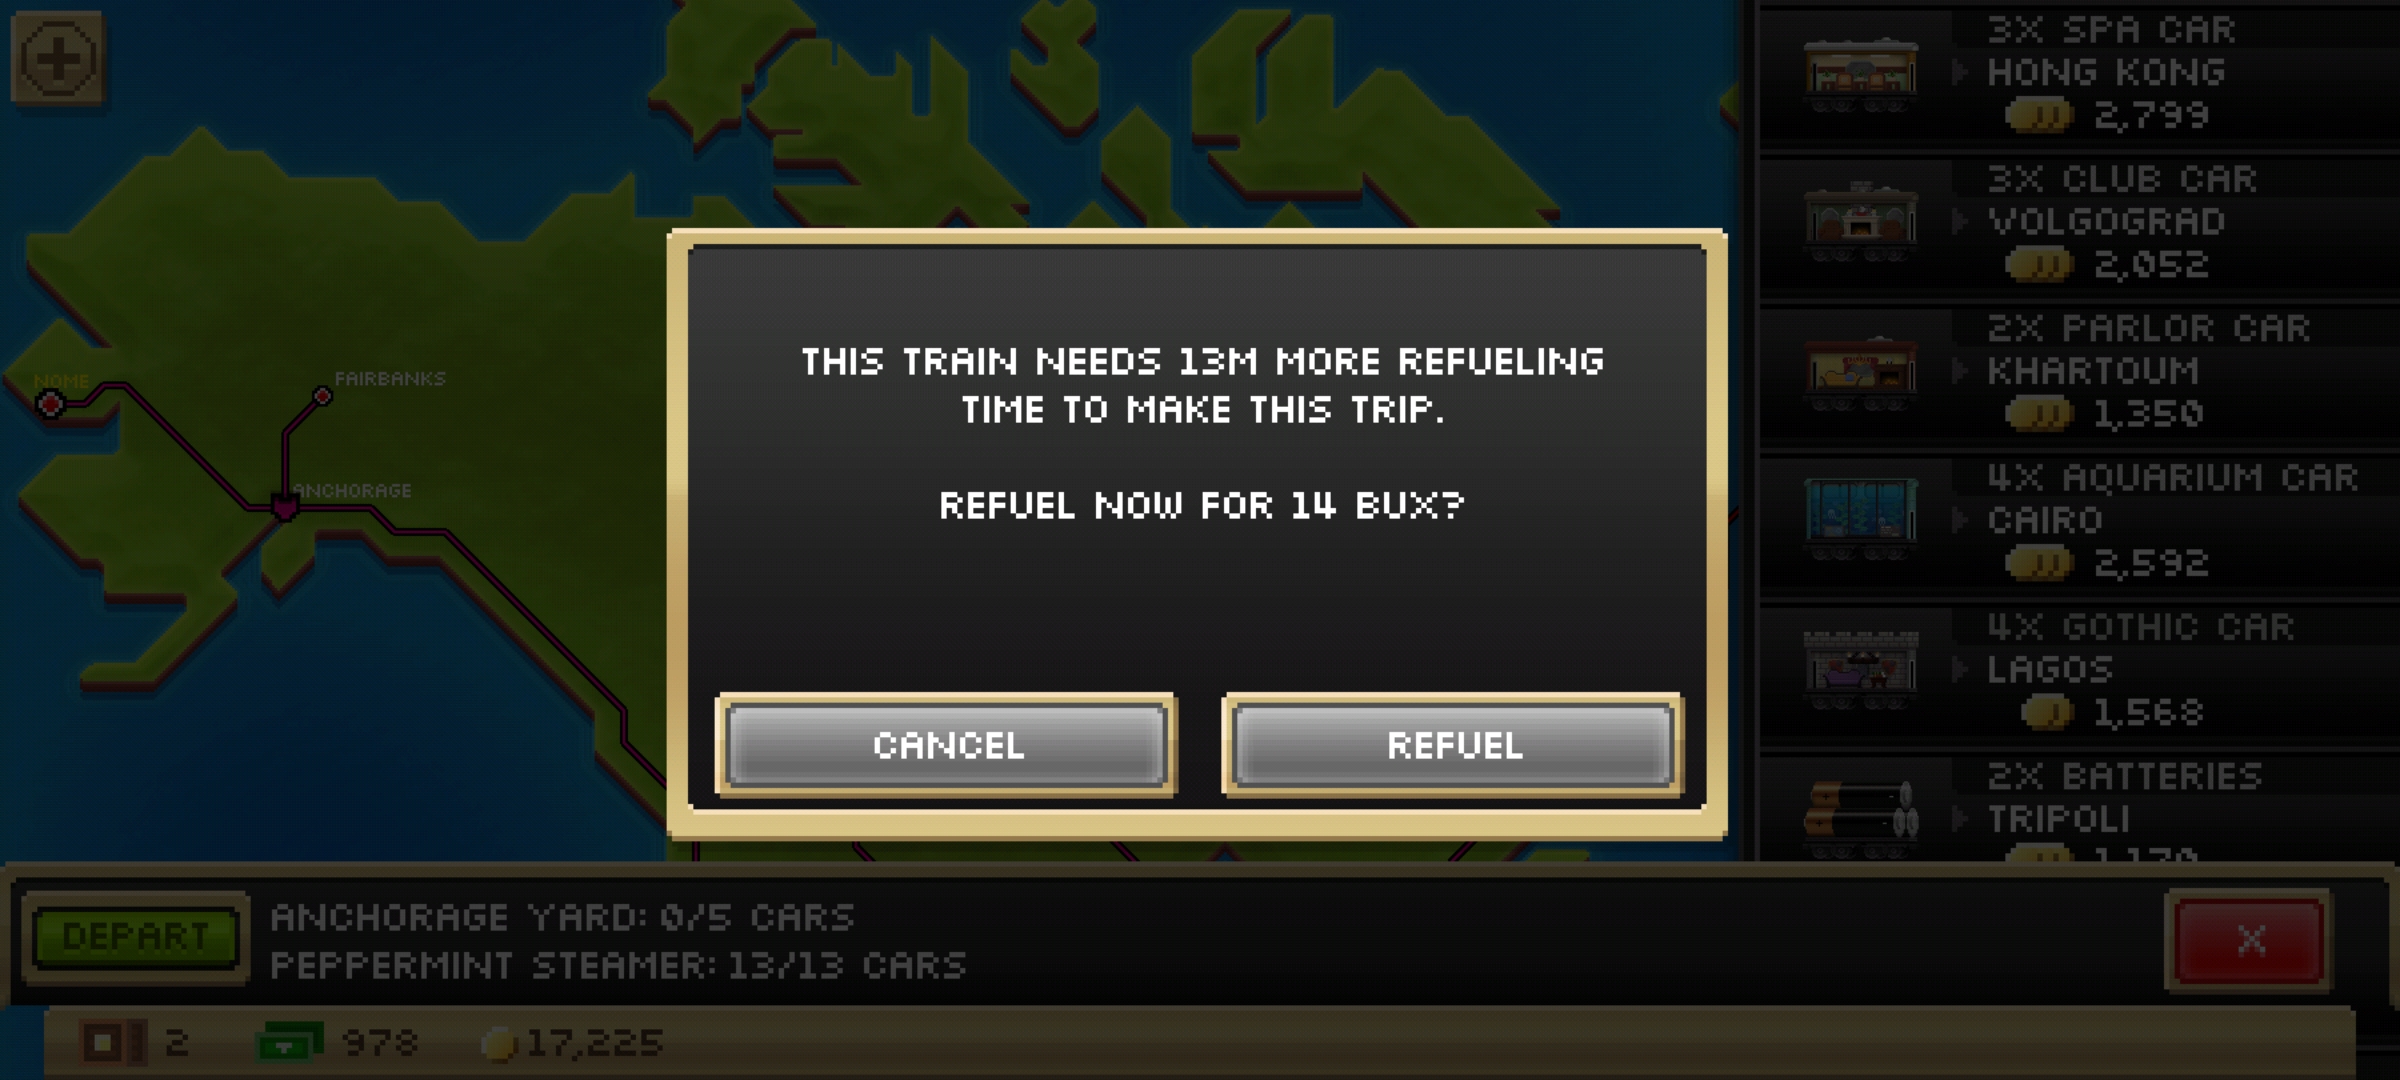 3X SPA CAR
HONG KONG
2,799
3X CLUB CAR
VOLGOGRAD
2,052
2X PARLOR CAR
KHARTOUM
1,350
4X AQUARIUM CAR
CAIRO
2,592
4X GOTHIC CAR
LAGOS
1,568
2X BATTERIES
TRIPOLI
NOME
FAIRBANKS
ANCHORAGE
THIS TRAIN NEEDS 13M MORE REFUELING
TIME TO MAKE THIS TRIP.
REFUEL NOW FOR 14 BUX?
CANCEL
REFUEL
DEPART
ANCHORAGE YARD: 0/5 CARS
PEPPERMINT STEAMER: 13/13 CARS
X
2
978
17,225